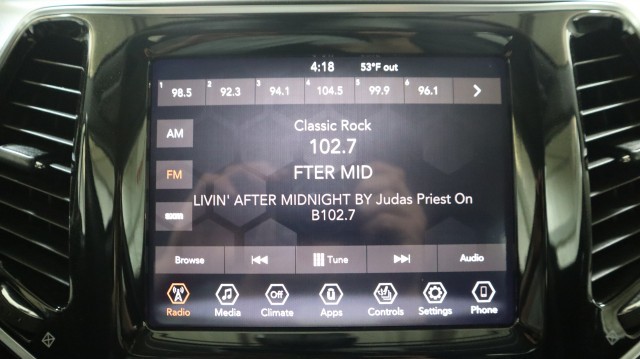 4:18 53°F out
1 98.5 2 92.3 3 94.1 4 104.5 5 99.9 6 96.1
AM
Classic Rock
102.7
FM
FTER MID
LIVIN' AFTER MIDNIGHT BY Judas Priest On
B102.7
Browse Tune Audio
Off
Radio Media Climate Apps Controls Settings Phone